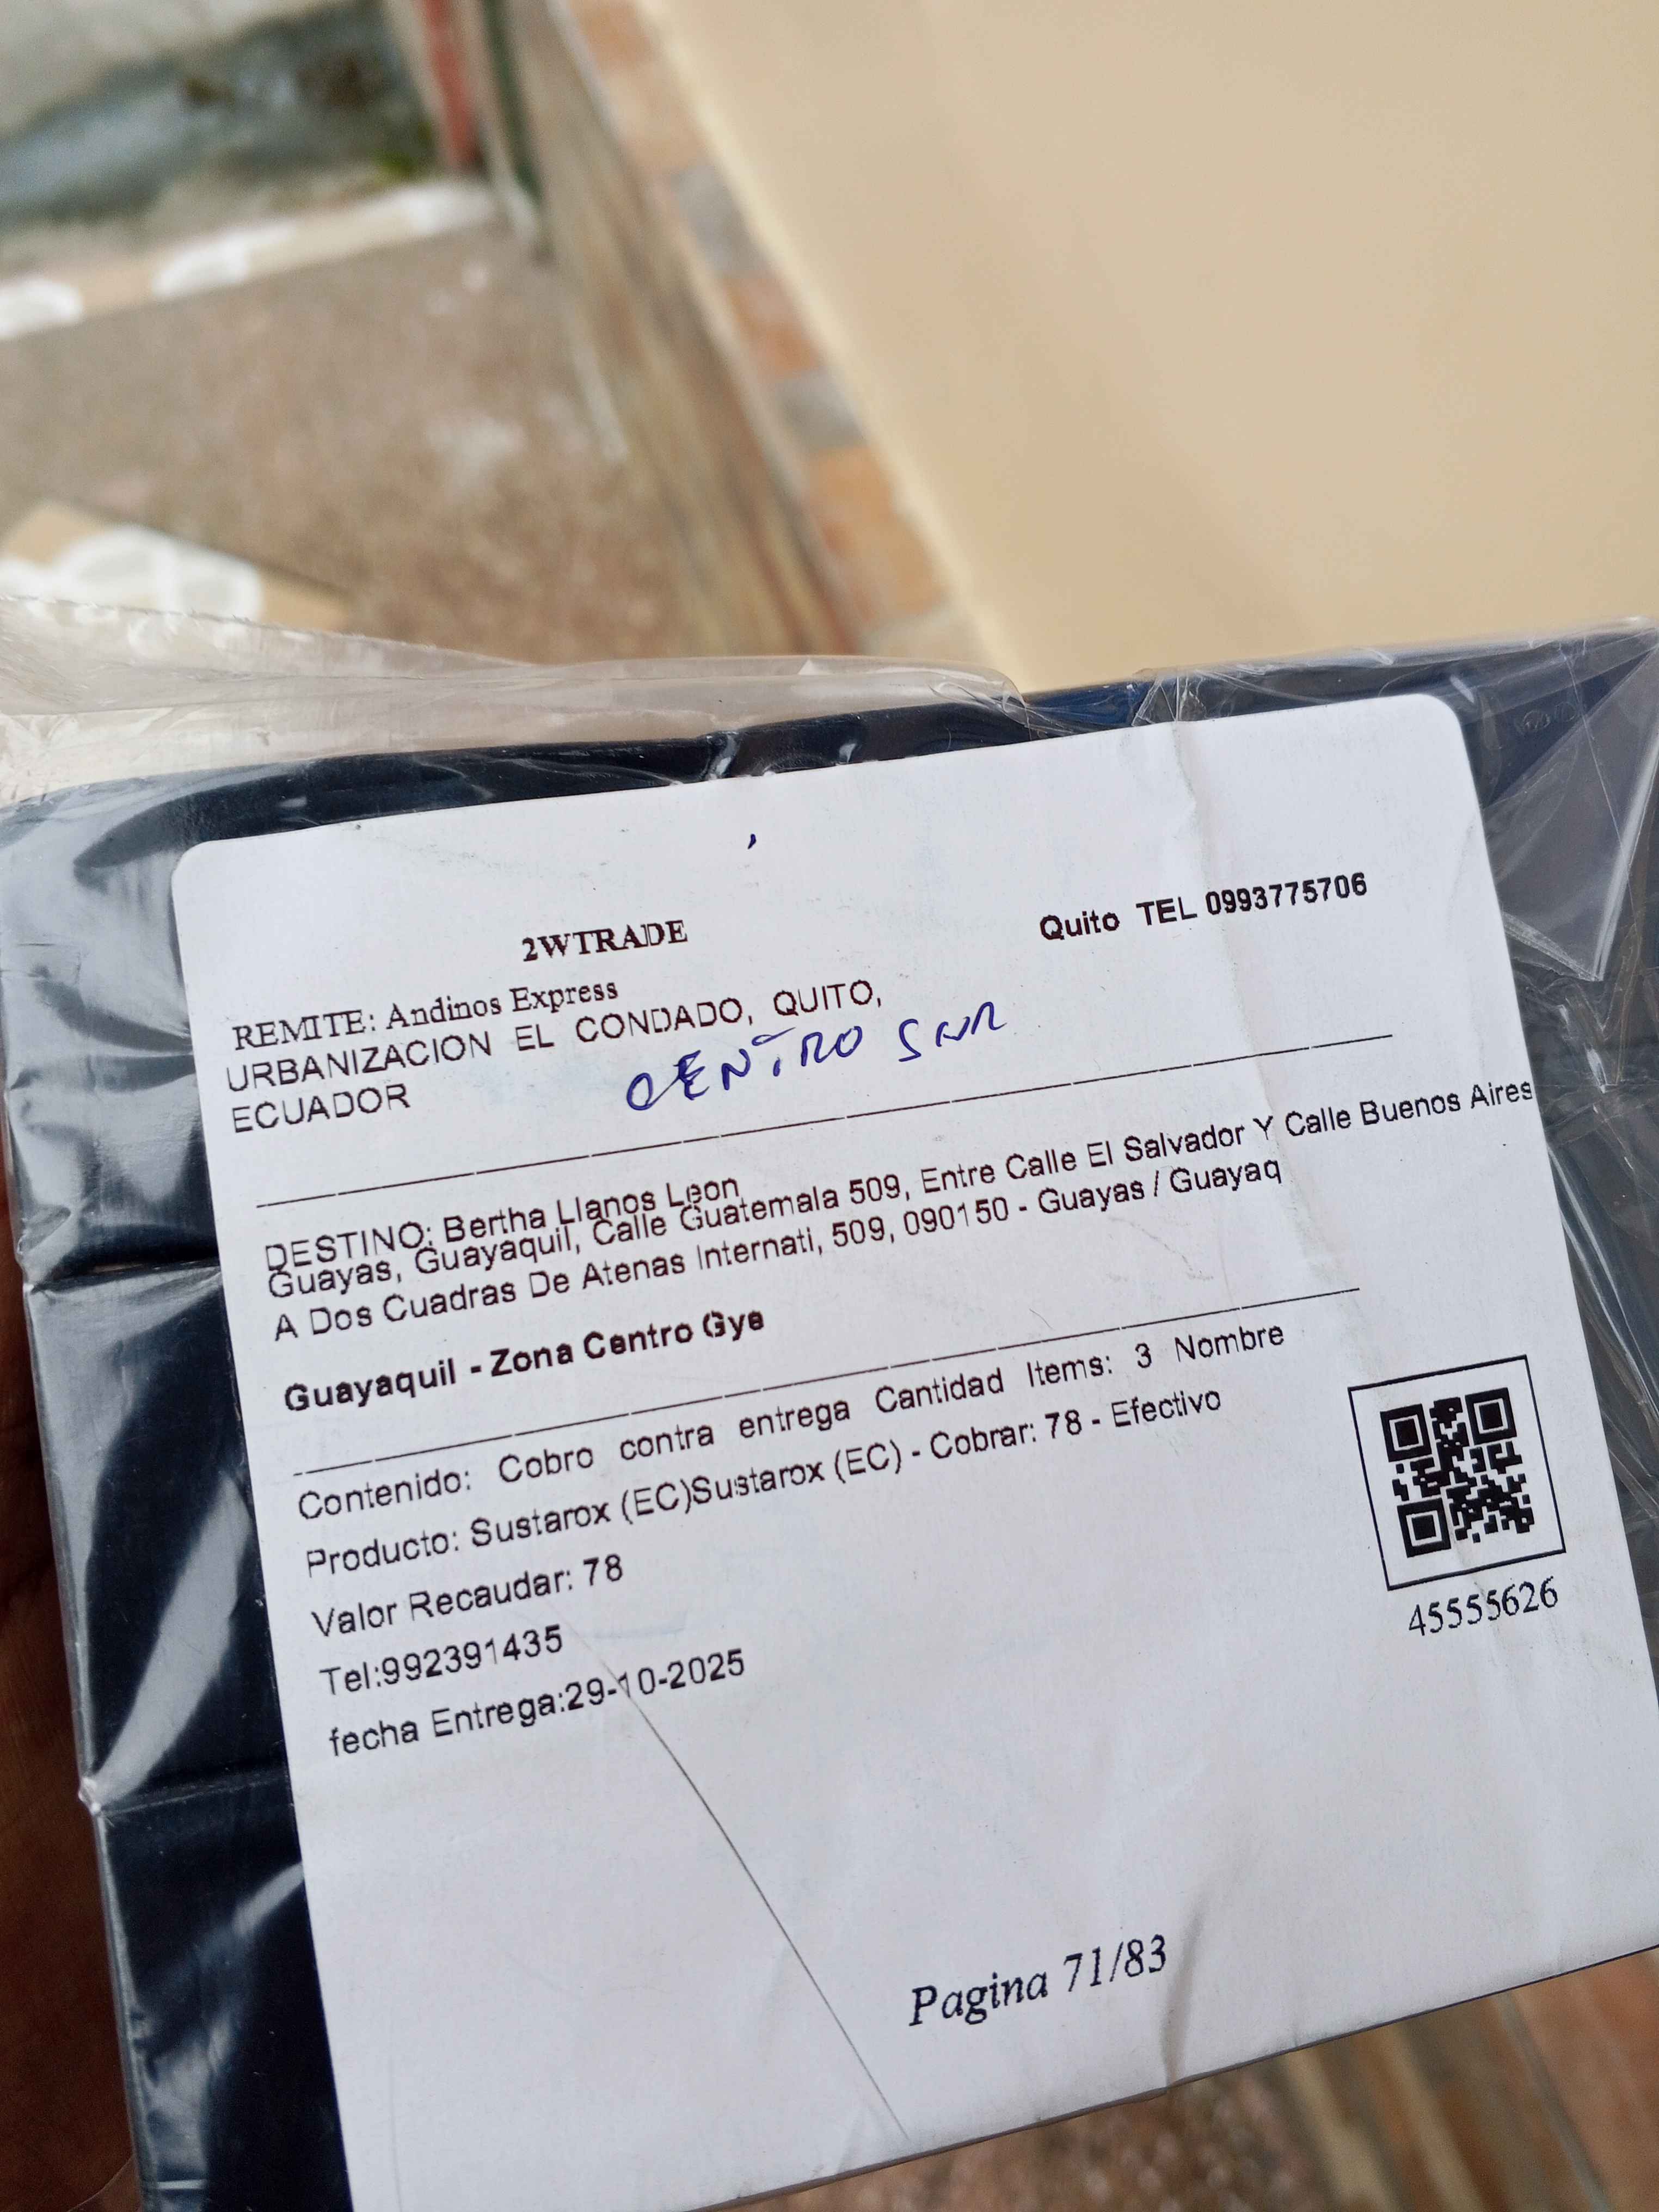 2WTRADE
Quito TEL 0993775706
REMITE: Andinos Express
URBANIZACION EL CONDADO, QUITO,
ECUADOR
CENTRO SUR
DESTINO: Bertha Llanos Leon
Guayas, Guayaquil, Calle Guatemala 509, Entre Calle El Salvador Y Calle Buenos Aires
A Dos Cuadras De Atenas Internati, 509, 090150 - Guayas / Guayaq
Guayaquil - Zona Centro Gye
Contenido: Cobro contra entrega Cantidad Items: 3 Nombre
Producto: Sustarox (EC)Sustarox (EC) - Cobrar: 78 - Efectivo
Valor Recaudar: 78
Tel:992391435
fecha Entrega:29-10-2025
45555626
Pagina 71/83